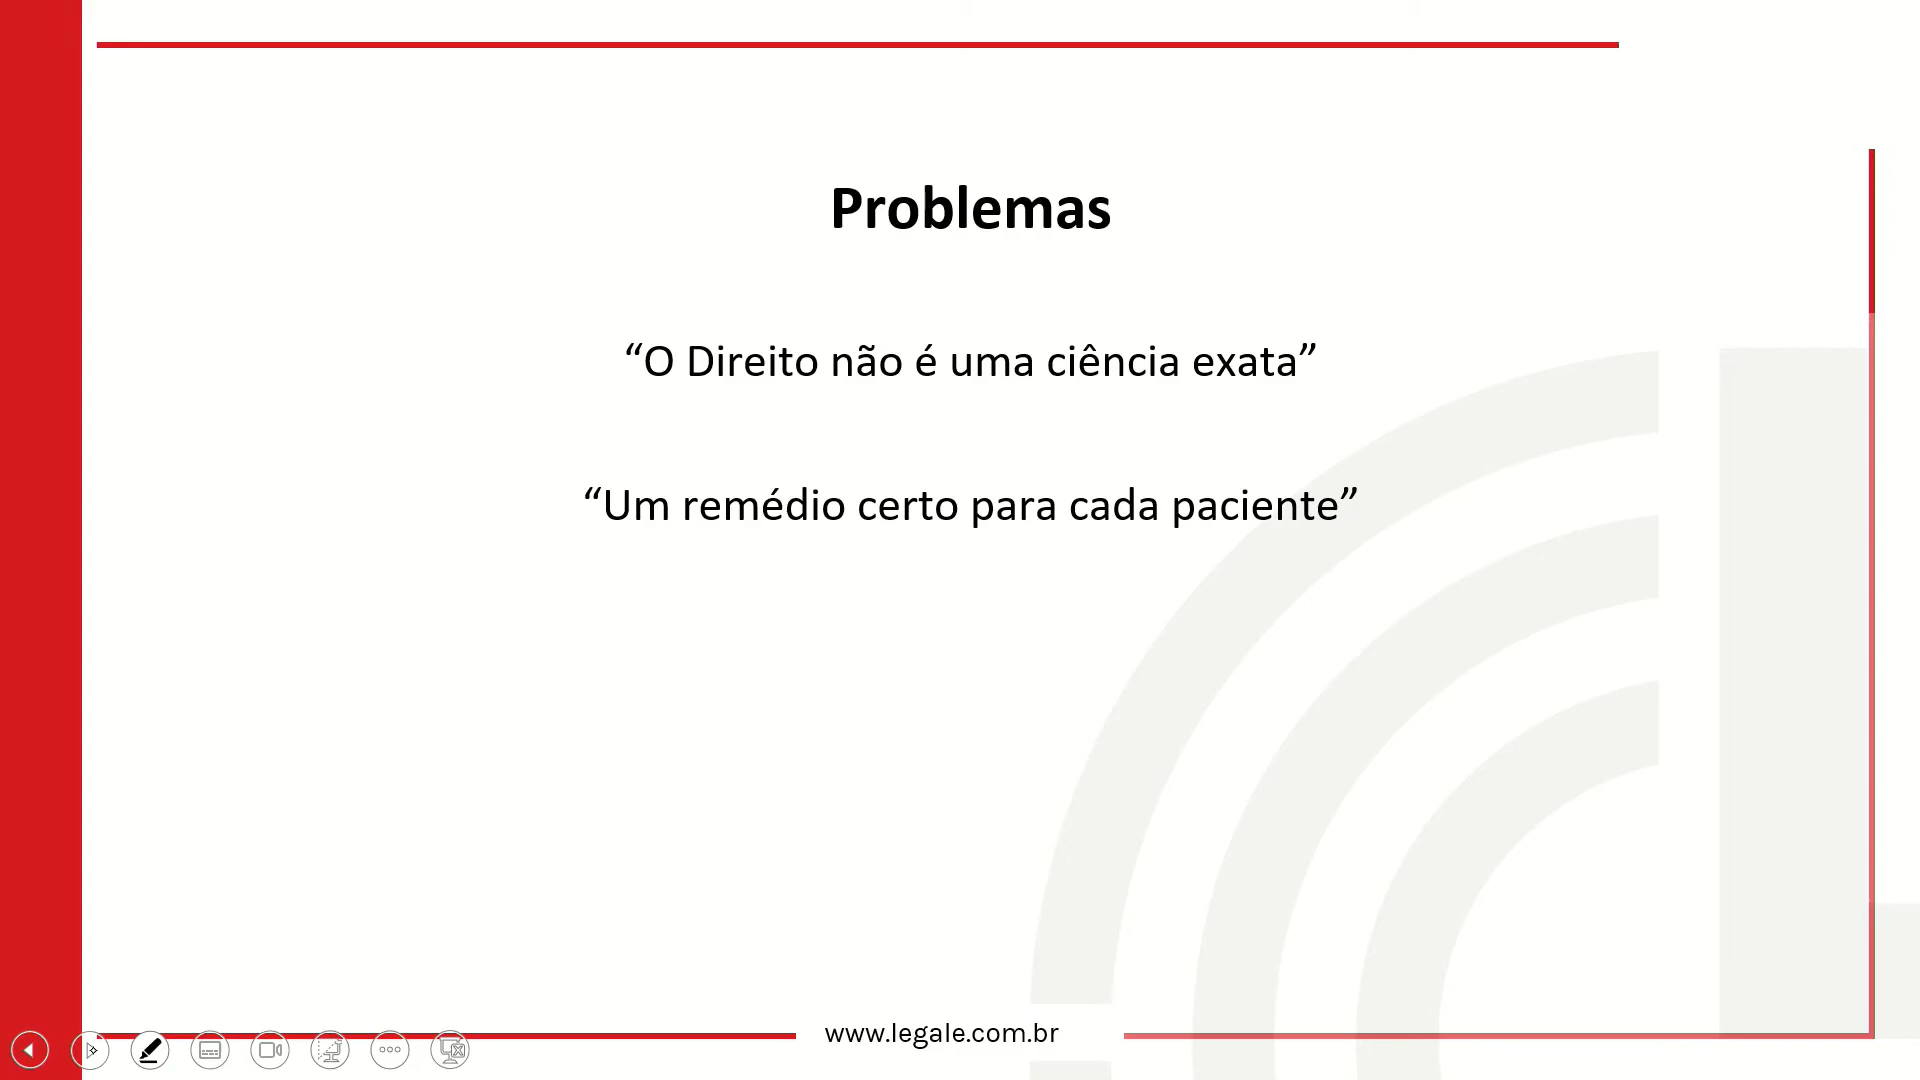 Problemas
“O Direito não é uma ciência exata”
“Um remédio certo para cada paciente”
www.legale.com.br